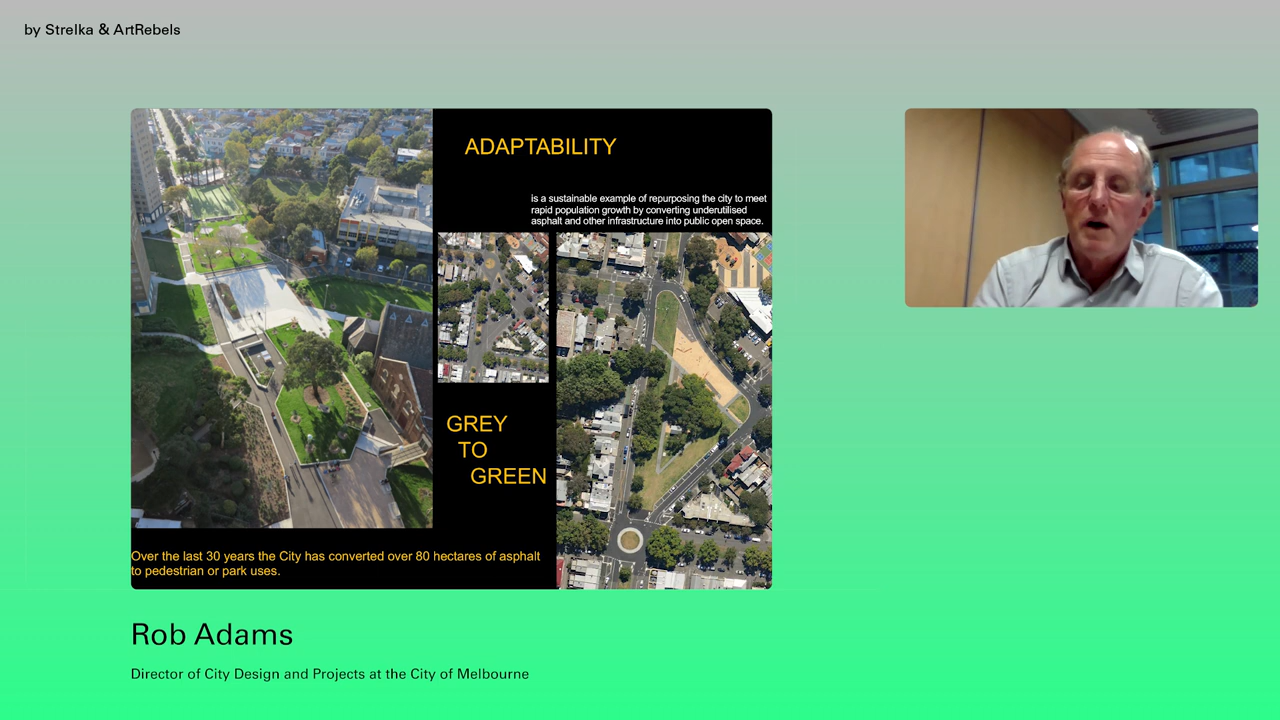 by Strelka & ArtRebels
ADAPTABILITY
is a sustainable example of repurposing the city to meet
rapid population growth by converting underutilised
asphalt and other infrastructure into public open space.
GREY
TO
GREEN
Over the last 30 years the City has converted over 80 hectares of asphalt
to pedestrian or park uses.
Rob Adams
Director of City Design and Projects at the City of Melbourne